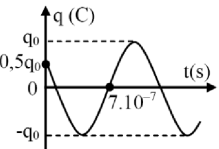 q (C)
q₀
0,5q₀
t(s)
0
7.10⁻⁷
-q₀